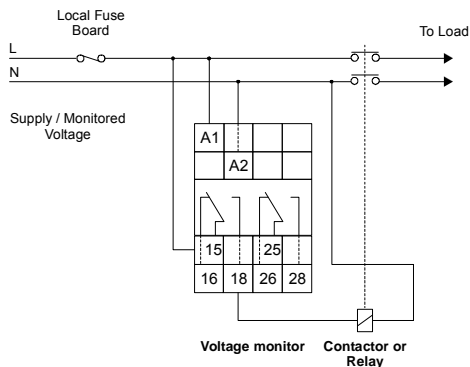 Local Fuse
Board
To Load
L
N
Supply / Monitored
Voltage
A1
A2
15 25
16 18 26 28
Voltage monitor
Contactor or
Relay